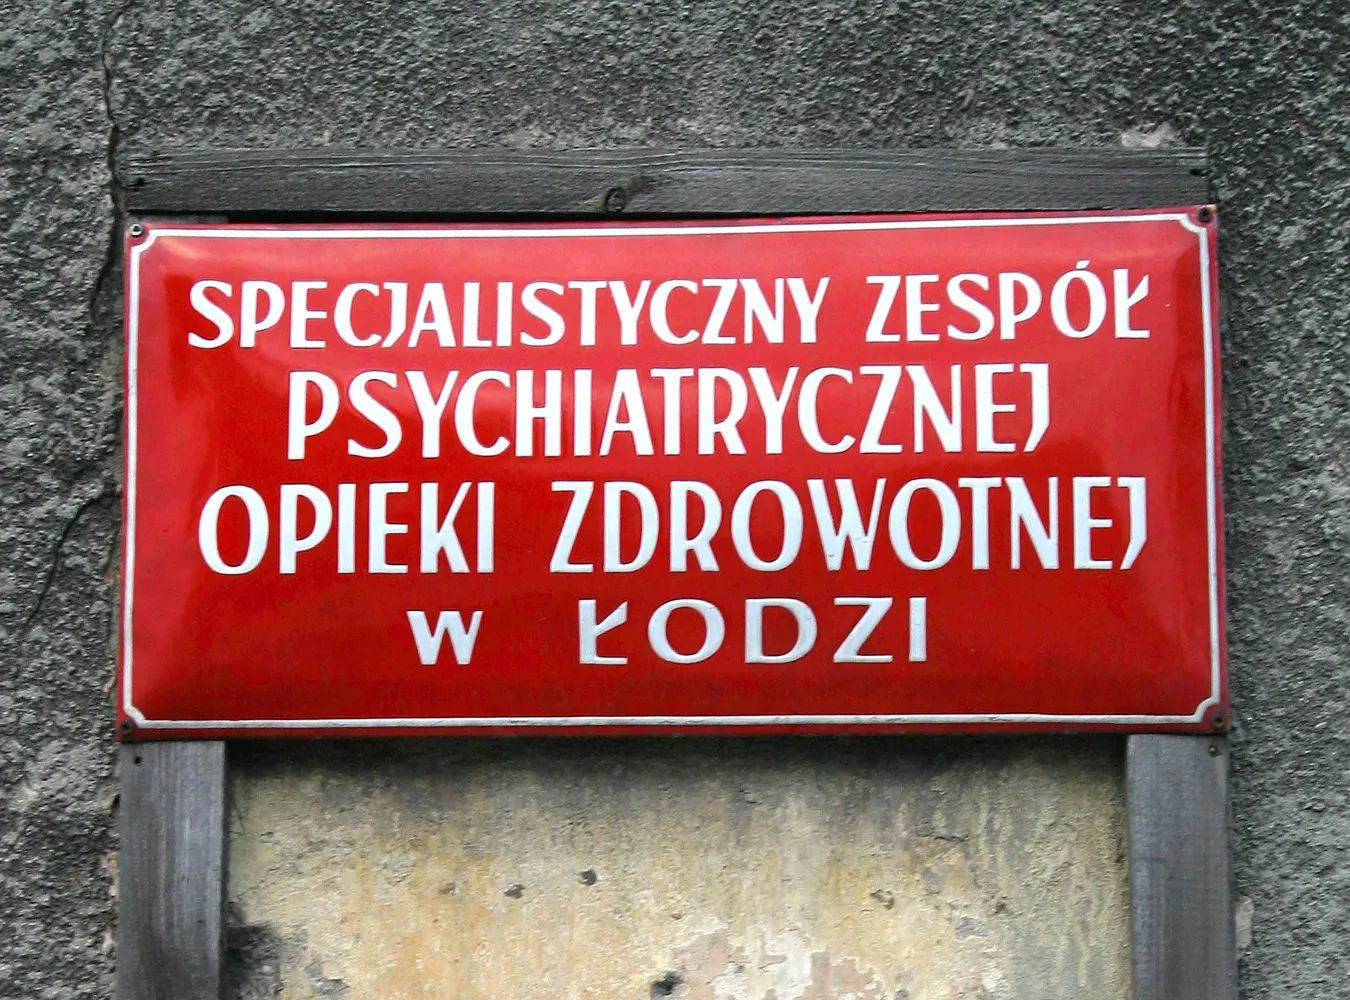 SPECJALISTYCZNY ZESPÓŁ
PSYCHIATRYCZNEJ
OPIEKI ZDROWOTNEJ
W ŁODZI